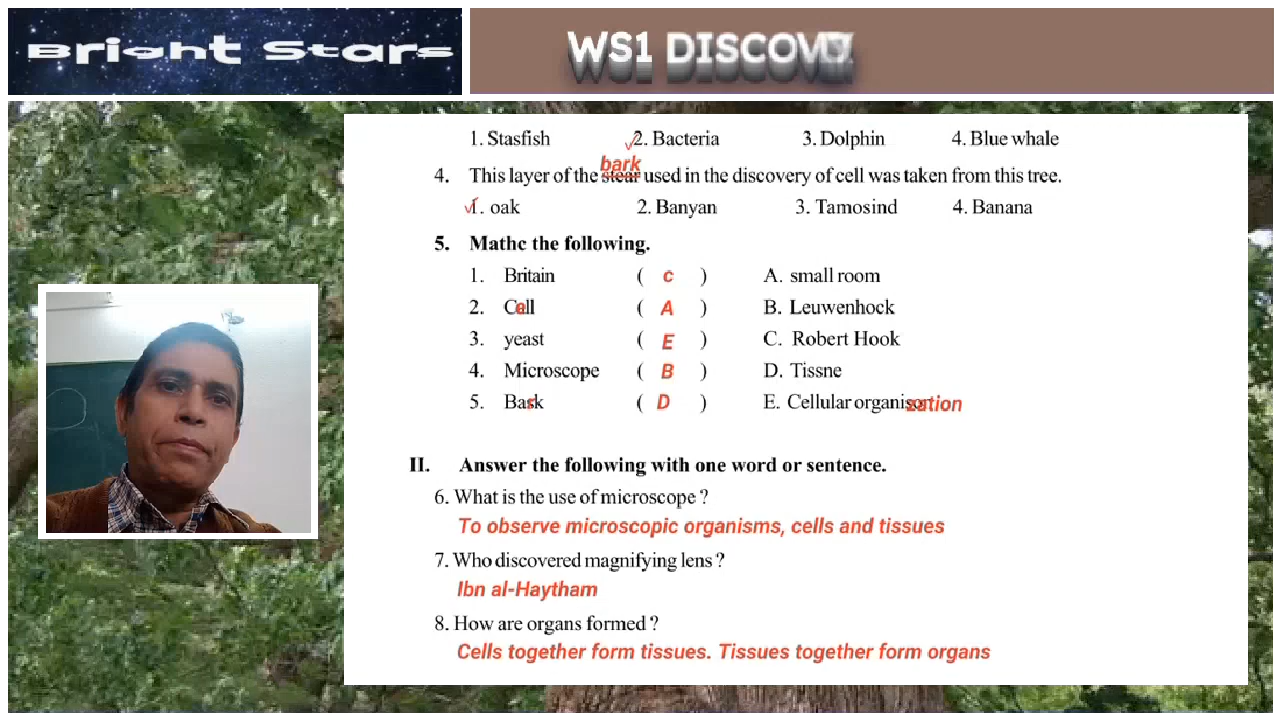 Bright Stars
WS1 DISCOV
1. Stasfish 2. Bacteria 3. Dolphin 4. Blue whale
bark
4. This layer of the stear used in the discovery of cell was taken from this tree.
1. oak 2. Banyan 3. Tamosind 4. Banana
5. Mathc the following.
1. Britain ( c ) A. small room
2. Cell ( A ) B. Leuwenhock
3. yeast ( E ) C. Robert Hook
4. Microscope ( B ) D. Tissne
5. Bark ( D ) E. Cellular organisation
II. Answer the following with one word or sentence.
6. What is the use of microscope ?
To observe microscopic organisms, cells and tissues
7. Who discovered magnifying lens ?
Ibn al-Haytham
8. How are organs formed ?
Cells together form tissues. Tissues together form organs